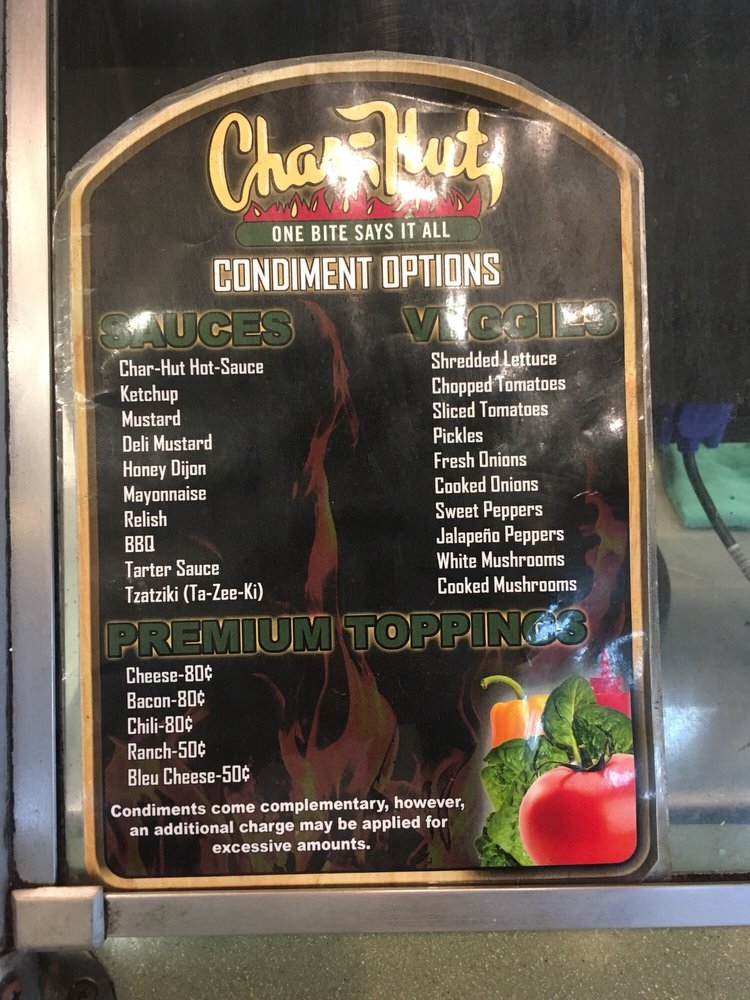 Char-Hut
ONE BITE SAYS IT ALL
CONDIMENT OPTIONS
SAUCES
Char-Hut Hot-Sauce
Ketchup
Mustard
Deli Mustard
Honey Dijon
Mayonnaise
Relish
BBQ
Tarter Sauce
Tzatziki (Ta-Zee-Ki)
VEGGIES
Shredded Lettuce
Chopped Tomatoes
Sliced Tomatoes
Pickles
Fresh Onions
Cooked Onions
Sweet Peppers
Jalapeño Peppers
White Mushrooms
Cooked Mushrooms
PREMIUM TOPPINGS
Cheese-80¢
Bacon-80¢
Chili-80¢
Ranch-50¢
Bleu Cheese-50¢
Condiments come complementary, however,
an additional charge may be applied for
excessive amounts.